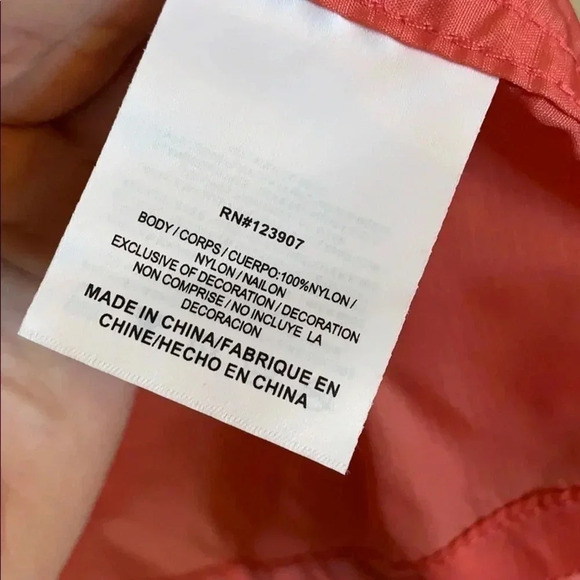 RN#123907
BODY/CORPS/CUERPO:100%NYLON/
NYLON/NAILON
EXCLUSIVE OF DECORATION/DECORATION
NON COMPRISE/NO INCLUYE LA
DECORACION
MADE IN CHINA/FABRIQUE EN
CHINE/HECHO EN CHINA